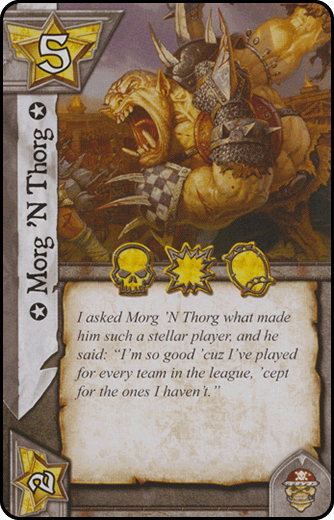 5
Morg 'N Thorg
I asked Morg 'N Thorg what made
him such a stellar player, and he
said: "I'm so good 'cuz I've played
for every team in the league, 'cept
for the ones I haven't."
2